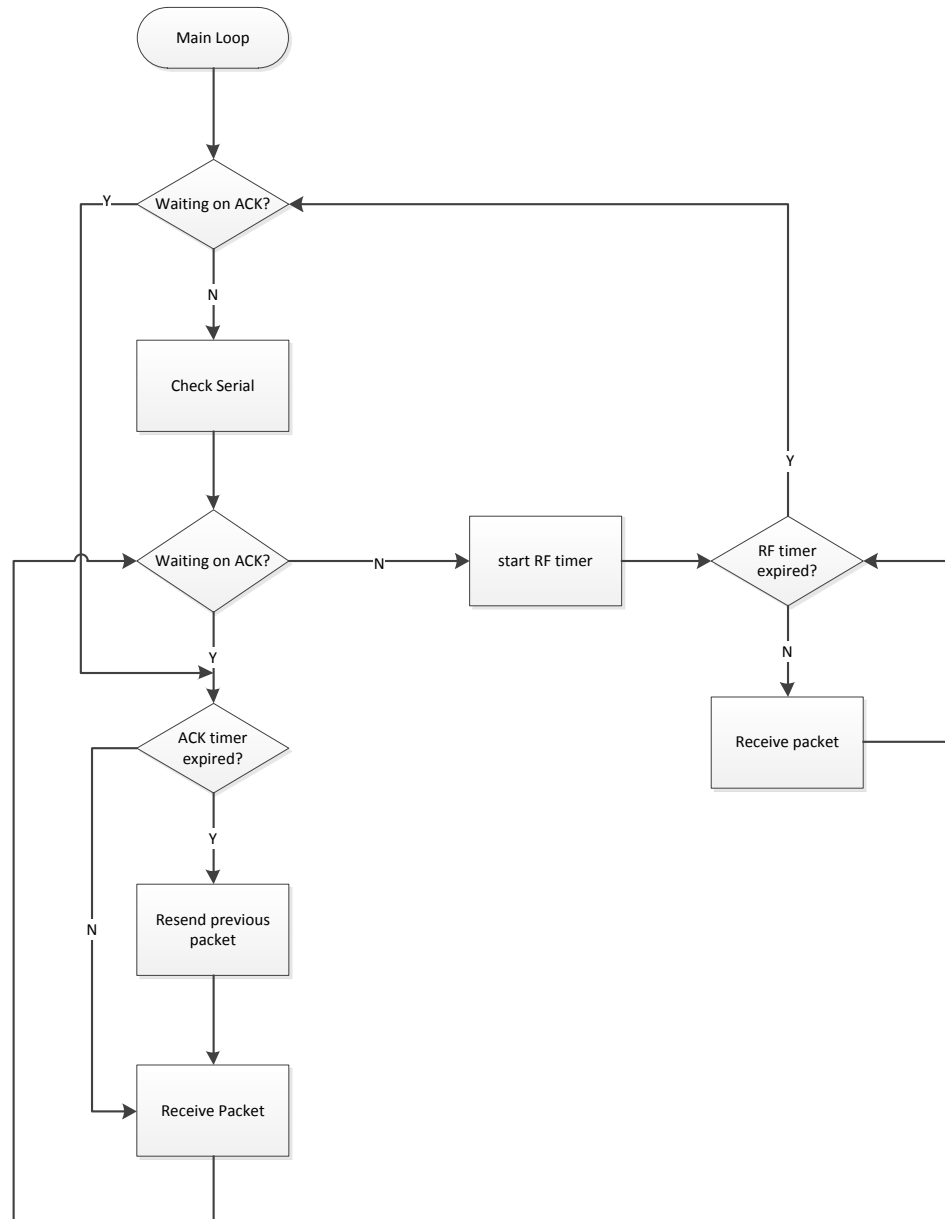 Main Loop
Waiting on ACK?
Y
N
Check Serial
Waiting on ACK?
N
start RF timer
RF timer
expired?
Y
Y
N
Receive packet
ACK timer
expired?
Y
N
Resend previous
packet
Receive Packet